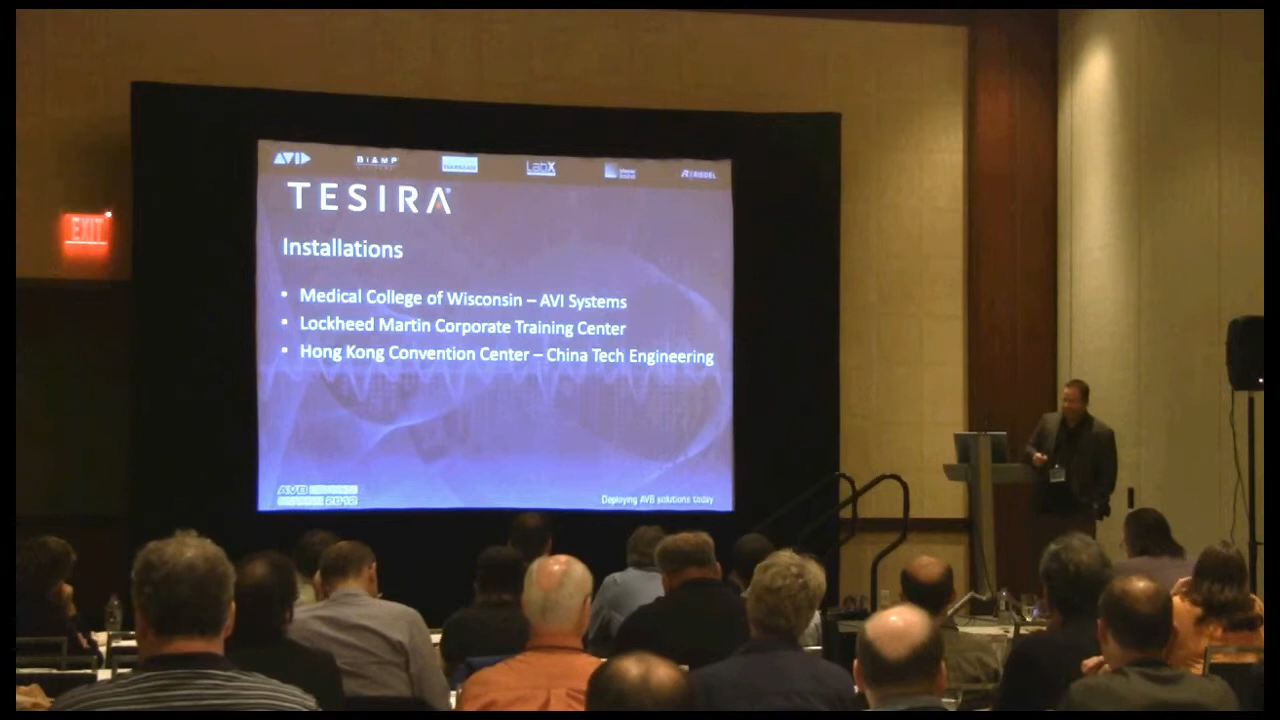 EXIT
AVID
BIAMP
LabX
RIEDEL
TESIRA®
Installations
• Medical College of Wisconsin – AVI Systems
• Lockheed Martin Corporate Training Center
• Hong Kong Convention Center – China Tech Engineering
AVB
2012
Deploying AVB solutions today